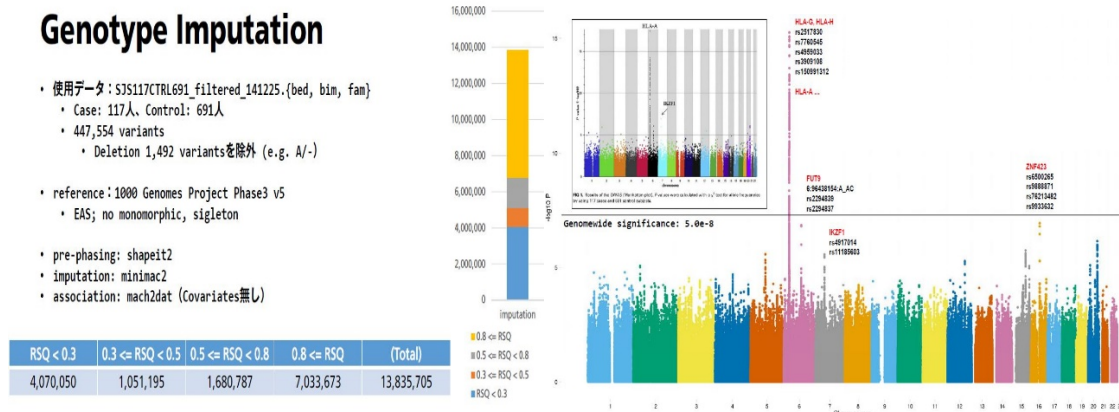 Genotype Imputation
• 使用データ：SJS117CTRL691_filtered_141225.{bed, bim, fam}
• Case: 117人、Control: 691人
• 447,554 variants
• Deletion 1,492 variantsを除外 (e.g. A/-)
• reference：1000 Genomes Project Phase3 v5
• EAS; no monomorphic, sigleton
• pre-phasing: shapeit2
• imputation: minimac2
• association: mach2dat (Covariates無し)
RSQ < 0.3 0.3 <= RSQ < 0.5 0.5 <= RSQ < 0.8 0.8 <= RSQ (Total)
4,070,050 1,051,195 1,680,787 7,033,673 13,835,705
16,000,000
14,000,000
12,000,000
10,000,000
8,000,000
6,000,000
4,000,000
2,000,000
0
imputation
0.8 <= RSQ
0.5 <= RSQ < 0.8
0.3 <= RSQ < 0.5
RSQ < 0.3
-log10 P
15
10
5
0
HLA-A
HLA-G, HLA-H
rs2517830
rs7760545
rs4959033
rs3909108
rs150991312
HLA-A ...
FUT9
6:96438154:A_AC
rs2294839
rs2294837
ZNF423
rs6500265
rs9888871
rs76213482
rs9933632
Genomewide significance: 5.0e-8
IKZF1
rs4917014
rs11185603
1 2 3 4 5 6 7 8 9 10 11 12 13 14 15 16 17 18 19 20 21 22